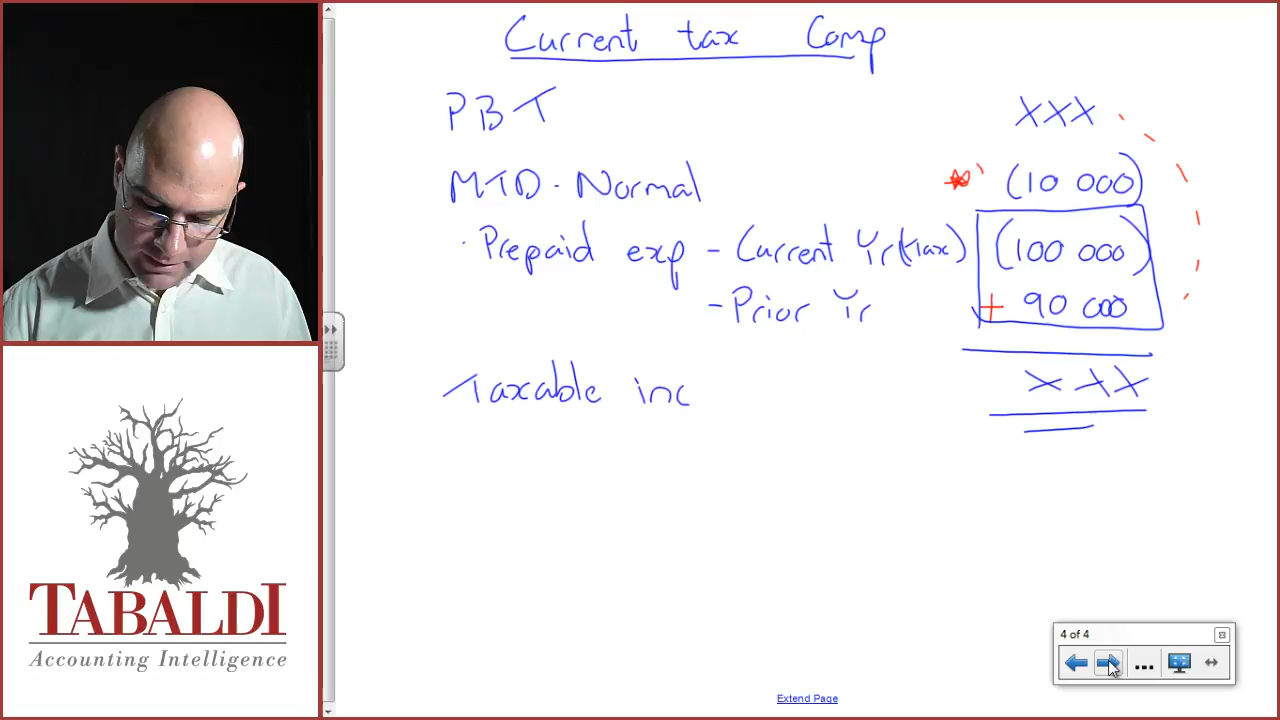 Current tax Comp
PBT XXX
MTD - Normal (10 000)
· Prepaid exp - Current Yr (tax) (100 000)
- Prior Yr + 90 000
Taxable inc XXX
TABALDI
Accounting Intelligence
4 of 4
Extend Page